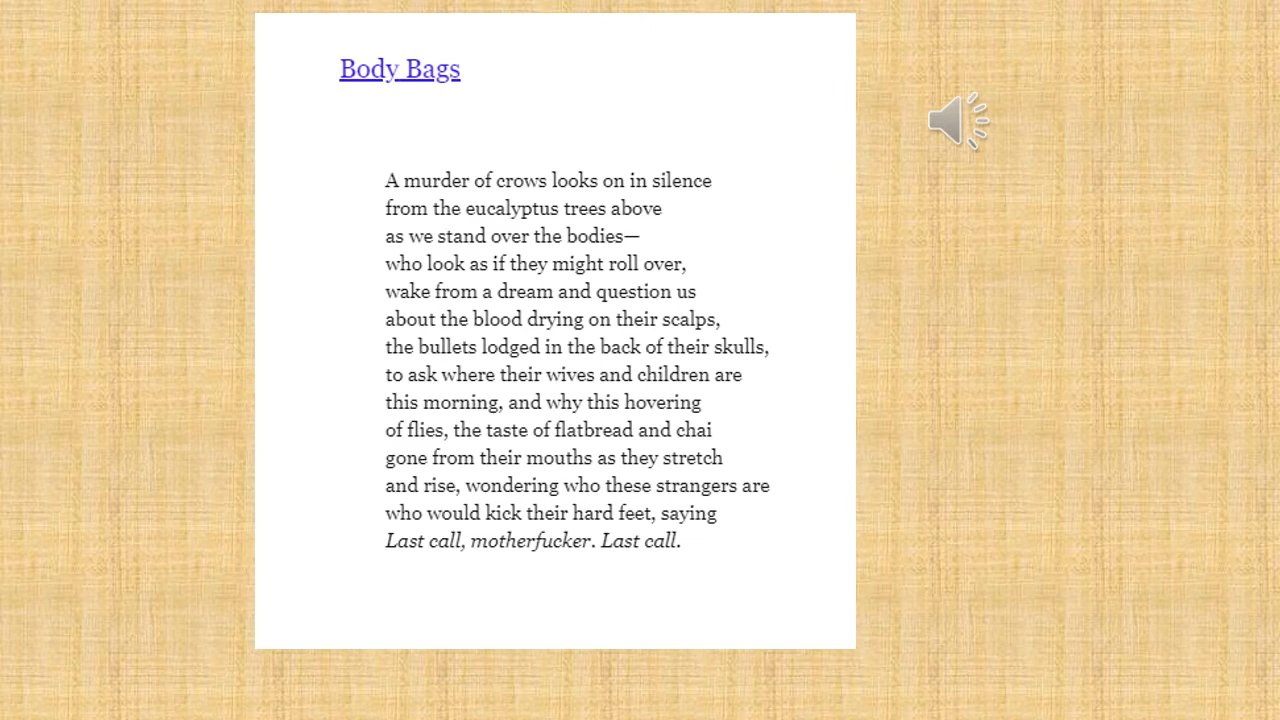 Body Bags
A murder of crows looks on in silence
from the eucalyptus trees above
as we stand over the bodies—
who look as if they might roll over,
wake from a dream and question us
about the blood drying on their scalps,
the bullets lodged in the back of their skulls,
to ask where their wives and children are
this morning, and why this hovering
of flies, the taste of flatbread and chai
gone from their mouths as they stretch
and rise, wondering who these strangers are
who would kick their hard feet, saying
Last call, motherfucker. Last call.